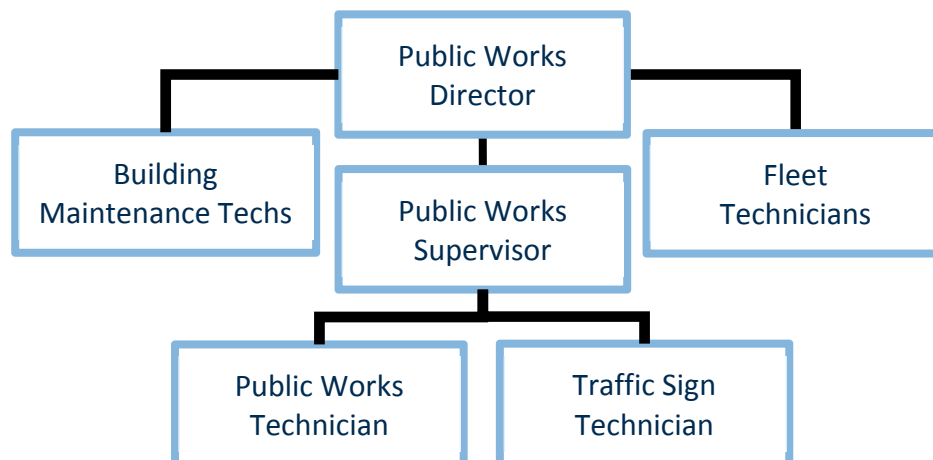 Public Works
Director
Building
Maintenance Techs
Public Works
Supervisor
Fleet
Technicians
Public Works
Technician
Traffic Sign
Technician